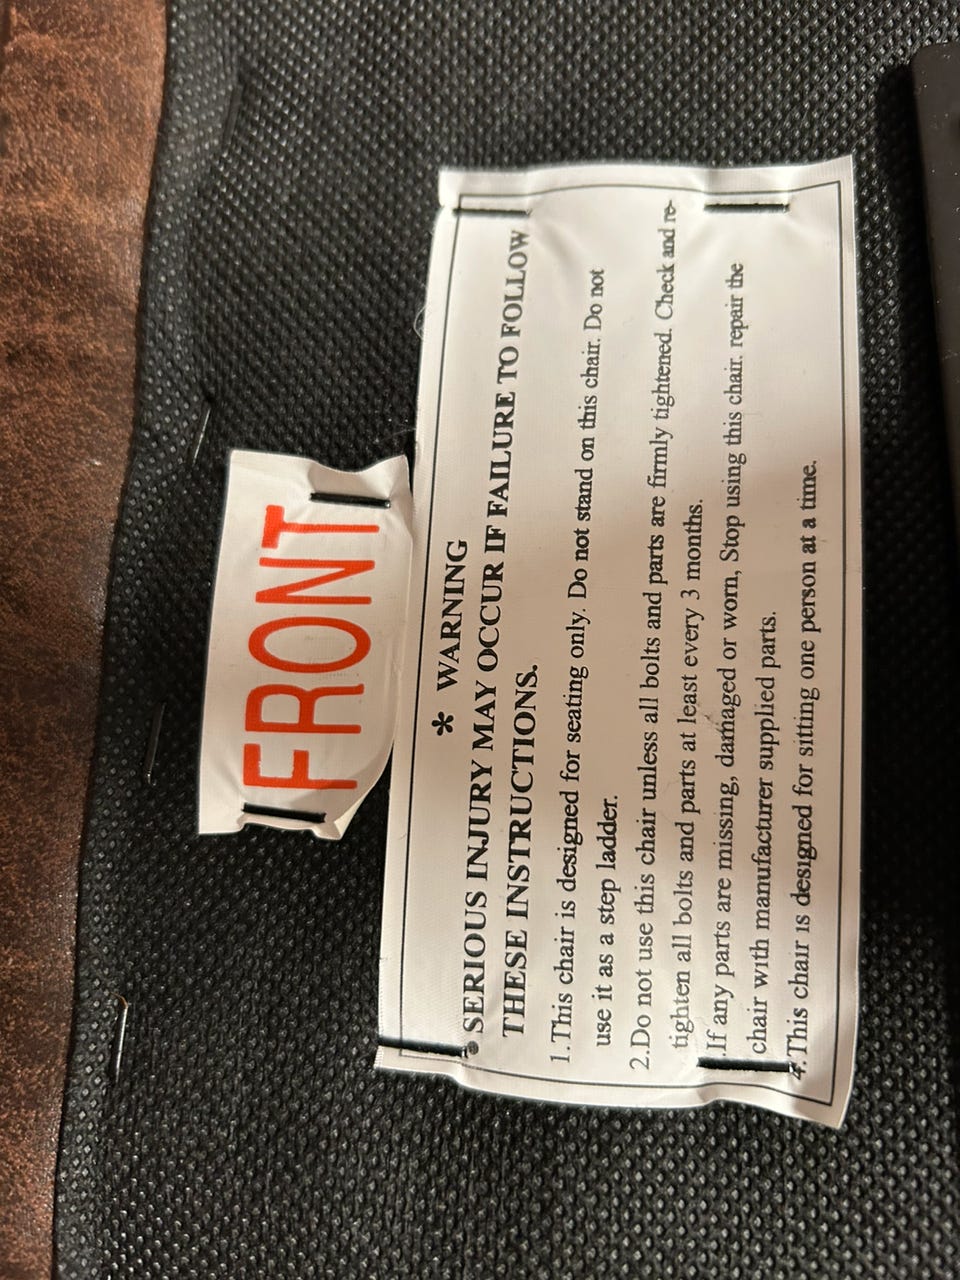 FRONT
* WARNING
• SERIOUS INJURY MAY OCCUR IF FAILURE TO FOLLOW
THESE INSTRUCTIONS.
1.This chair is designed for seating only. Do not stand on this chair. Do not
use it as a step ladder.
2.Do not use this chair unless all bolts and parts are firmly tightened. Check and re-
tighten all bolts and parts at least every 3 months.
.If any parts are missing, damaged or worn, Stop using this chair. repair the
chair with manufacturer supplied parts.
4.This chair is designed for sitting one person at a time.